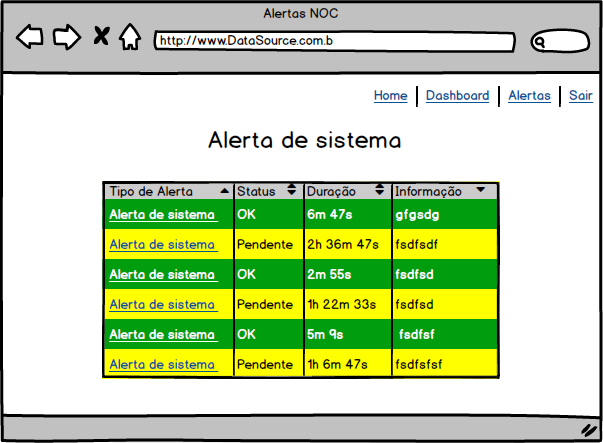 Alertas NOC
http://www.DataSource.com.b
Home Dashboard Alertas Sair
Alerta de sistema
Tipo de Alerta Status Duração Informação
Alerta de sistema OK 6m 47s gfgsdg
Alerta de sistema Pendente 2h 36m 47s fsdfsdf
Alerta de sistema OK 2m 55s fsdfsd
Alerta de sistema Pendente 1h 22m 33s fsdfsd
Alerta de sistema OK 5m 9s fsdfsf
Alerta de sistema Pendente 1h 6m 47s fsdfsfsf